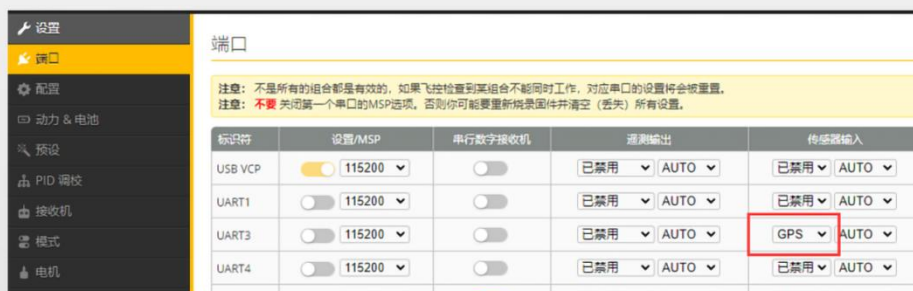 设置
端口
配置
动力 & 电池
预设
PID 调校
接收机
模式
电机
端口
注意： 不是所有的组合都是有效的，如果飞控检查到某组合不能同时工作，对应串口的设置将会被重置。
注意： 不要 关闭第一个串口的MSP选项。否则你可能要重新烧录固件并清空（丢失）所有设置。
标识符 设置/MSP 串行数字接收机 遥测输出 传感器输入
USB VCP 115200 已禁用 AUTO 已禁用 AUTO
UART1 115200 已禁用 AUTO 已禁用 AUTO
UART3 115200 已禁用 AUTO GPS AUTO
UART4 115200 已禁用 AUTO 已禁用 AUTO